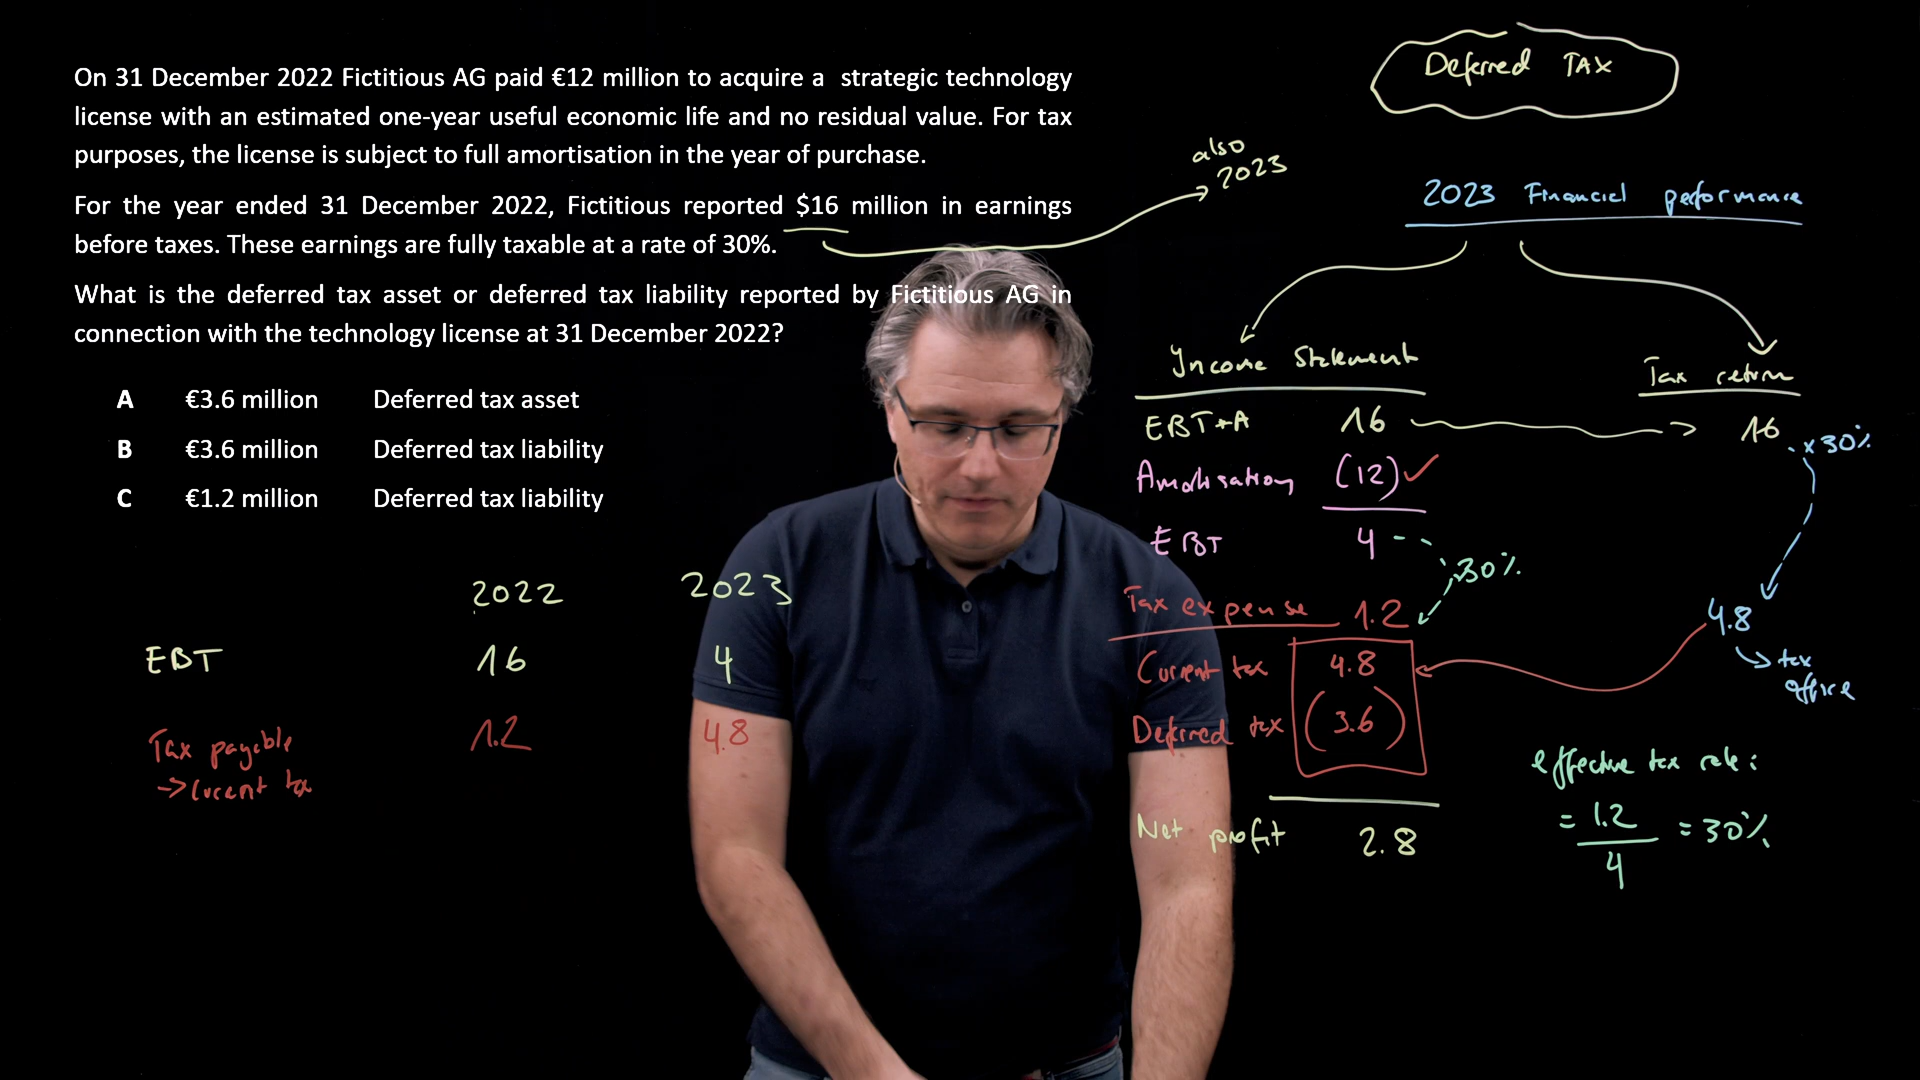 On 31 December 2022 Fictitious AG paid €12 million to acquire a strategic technology
license with an estimated one-year useful economic life and no residual value. For tax
purposes, the license is subject to full amortisation in the year of purchase.
For the year ended 31 December 2022, Fictitious reported $16 million in earnings
before taxes. These earnings are fully taxable at a rate of 30%.
What is the deferred tax asset or deferred tax liability reported by Fictitious AG in
connection with the technology license at 31 December 2022?
A €3.6 million Deferred tax asset
B €3.6 million Deferred tax liability
C €1.2 million Deferred tax liability
2022 2023
EBT 16 4
Tax payable 1.2 4.8
→ Current tax
also
2023
Deferred TAX
2023 Financial performance
Income Statement
EBT+A 16
Amortisation (12) ✓
EBT 4
30%
Tax expense 1.2
Current tax 4.8
Deferred tax (3.6)
Net profit 2.8
Tax return
16
x 30%
4.8
→ tax
office
effective tax rate:
= 1.2 / 4 = 30%